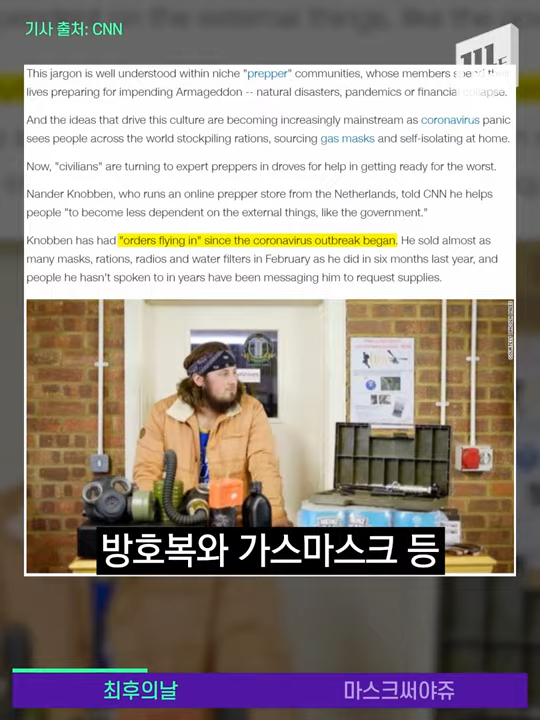 기사 출처: CNN
This jargon is well understood within niche "prepper" communities, whose members spend their
lives preparing for impending Armageddon -- natural disasters, pandemics or financial collapse.
And the ideas that drive this culture are becoming increasingly mainstream as coronavirus panic
sees people across the world stockpiling rations, sourcing gas masks and self-isolating at home.
Now, "civilians" are turning to expert preppers in droves for help in getting ready for the worst.
Nander Knobben, who runs an online prepper store from the Netherlands, told CNN he helps
people "to become less dependent on the external things, like the government."
Knobben has had "orders flying in" since the coronavirus outbreak began. He sold almost as
many masks, rations, radios and water filters in February as he did in six months last year, and
people he hasn't spoken to in years have been messaging him to request supplies.
HEINZ
방호복와 가스마스크 등
최후의날
마스크써야쥬